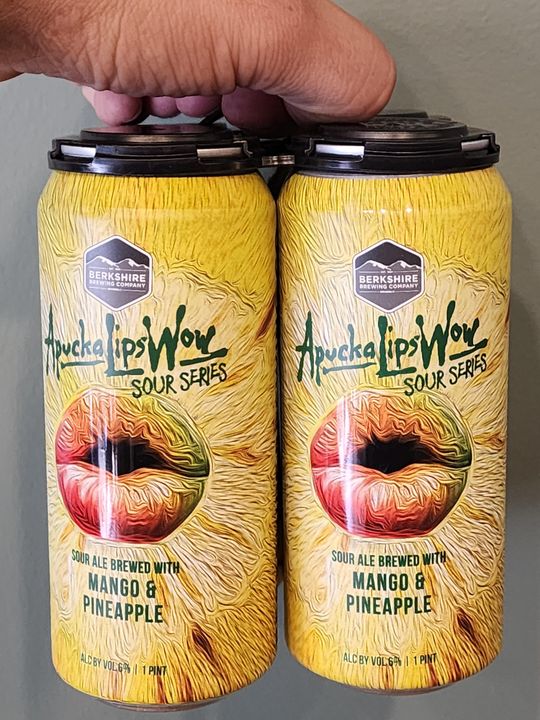 BERKSHIRE
BREWING COMPANY
ApuckaLipsWow
SOUR SERIES
SOUR ALE BREWED WITH
MANGO &
PINEAPPLE
ALC BY VOL.6% | 1 PINT
BERKSHIRE
BREWING COMPANY
ApuckaLipsWow
SOUR SERIES
SOUR ALE BREWED WITH
MANGO &
PINEAPPLE
ALC BY VOL.6% | 1 PINT